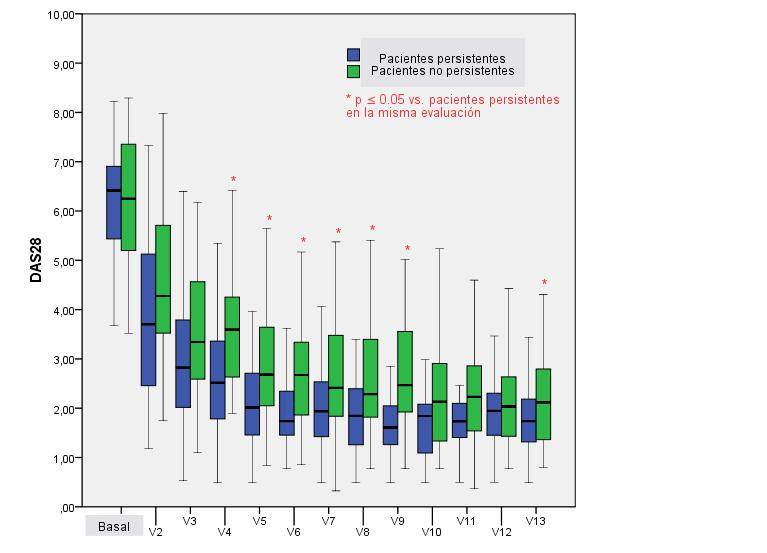 10,00
9,00
8,00
7,00
6,00
5,00
4,00
3,00
2,00
1,00
,00
DAS28
Pacientes persistentes
Pacientes no persistentes
* p ≤ 0.05 vs. pacientes persistentes
en la misma evaluación
* * * * * * * *
Basal V2 V3 V4 V5 V6 V7 V8 V9 V10 V11 V12 V13